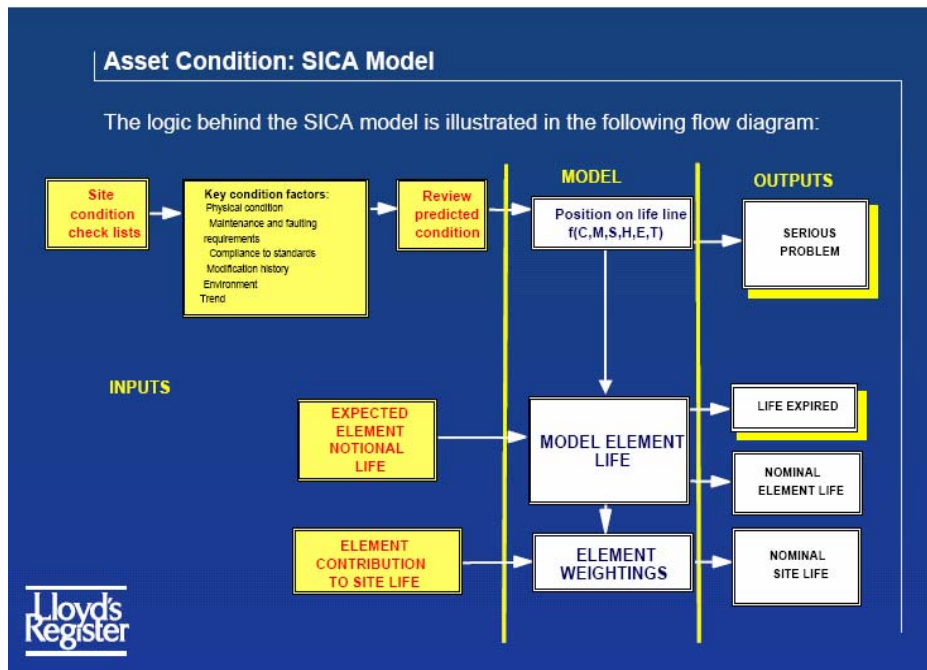 Asset Condition: SICA Model
The logic behind the SICA model is illustrated in the following flow diagram:
MODEL
OUTPUTS
Site
condition
check lists
Key condition factors:
Physical condition
Maintenance and faulting
requirements
Compliance to standards
Modification history
Environment
Trend
Review
predicted
condition
Position on life line
f(C,M,S,H,E,T)
SERIOUS
PROBLEM
INPUTS
EXPECTED
ELEMENT
NOTIONAL
LIFE
MODEL ELEMENT
LIFE
LIFE EXPIRED
NOMINAL
ELEMENT LIFE
ELEMENT
CONTRIBUTION
TO SITE LIFE
ELEMENT
WEIGHTINGS
NOMINAL
SITE LIFE
Lloyd's
Register